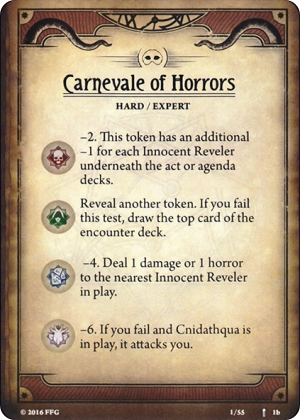 Carnevale of Horrors
HARD / EXPERT
–2. This token has an additional
–1 for each Innocent Reveler
underneath the act or agenda
decks.
Reveal another token. If you fail
this test, draw the top card of the
encounter deck.
–4. Deal 1 damage or 1 horror
to the nearest Innocent Reveler
in play.
–6. If you fail and Cnidathqua is
in play, it attacks you.
© 2016 FFG 1/55 1b